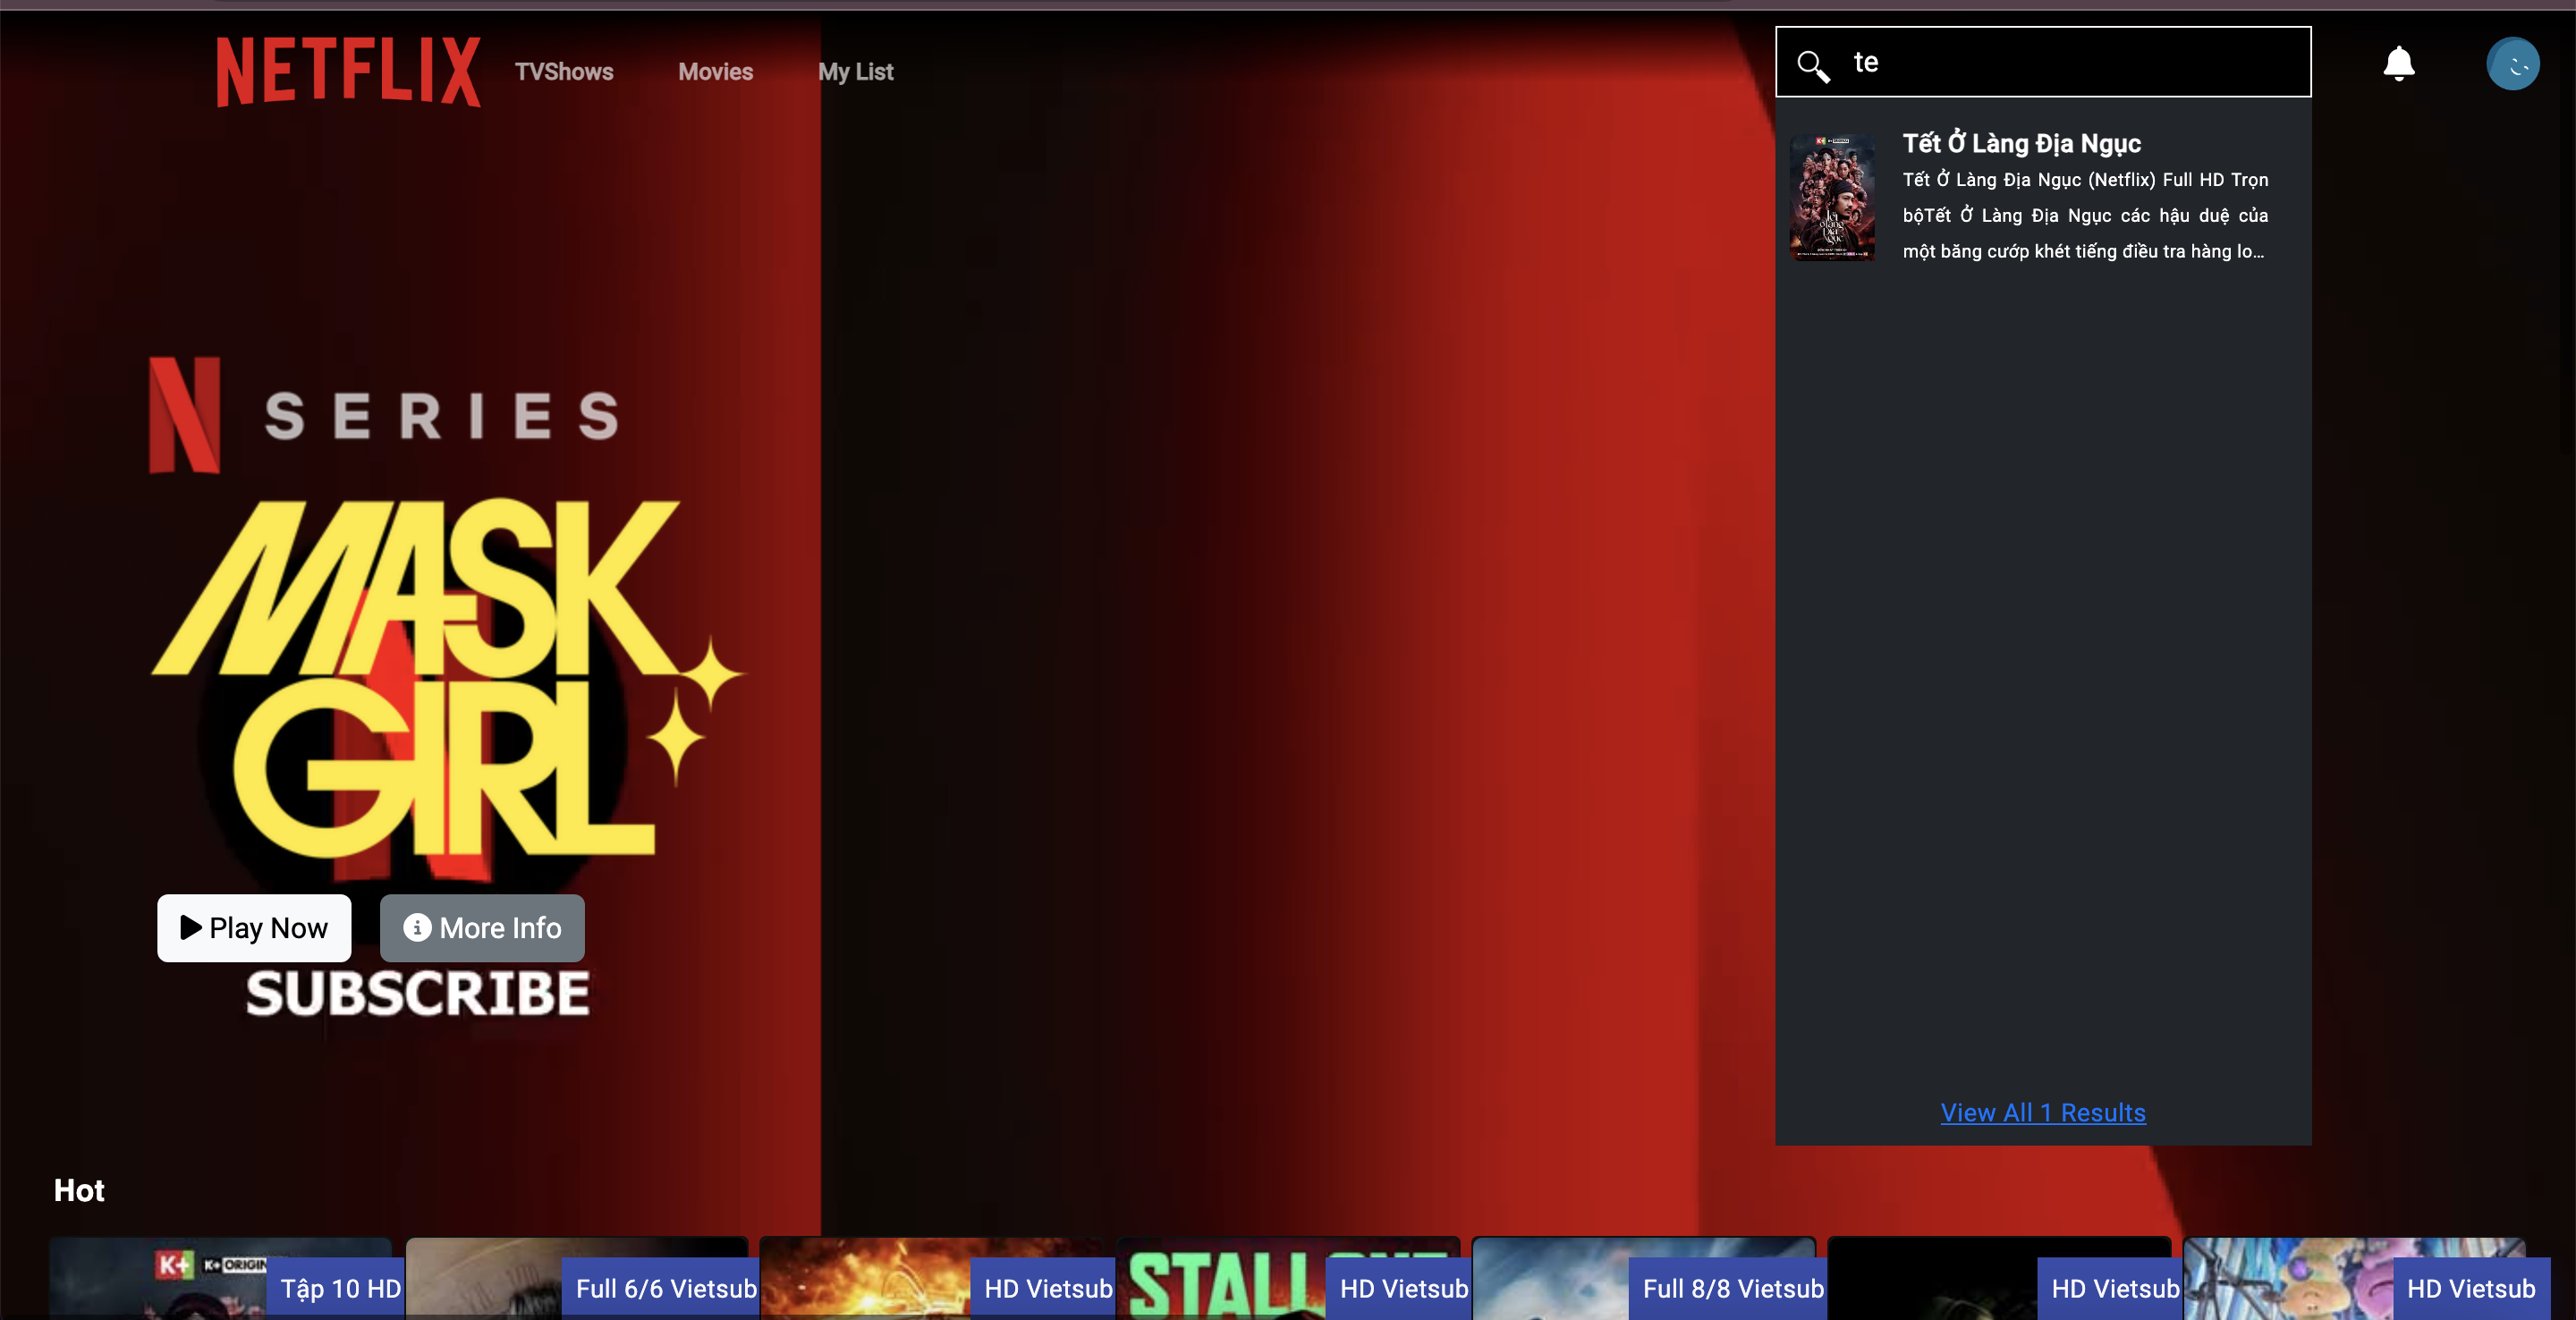 NETFLIX
TVShows
Movies
My List
te
Tết Ở Làng Địa Ngục
Tết Ở Làng Địa Ngục (Netflix) Full HD Trọn
bộTết Ở Làng Địa Ngục các hậu duệ của
một băng cướp khét tiếng điều tra hàng lo...
View All 1 Results
N SERIES
MASK
GIRL
Play Now
More Info
SUBSCRIBE
Hot
K+ K+ ORIGIN
Tập 10 HD
Full 6/6 Vietsub
HD Vietsub
HD Vietsub
Full 8/8 Vietsub
HD Vietsub
HD Vietsub